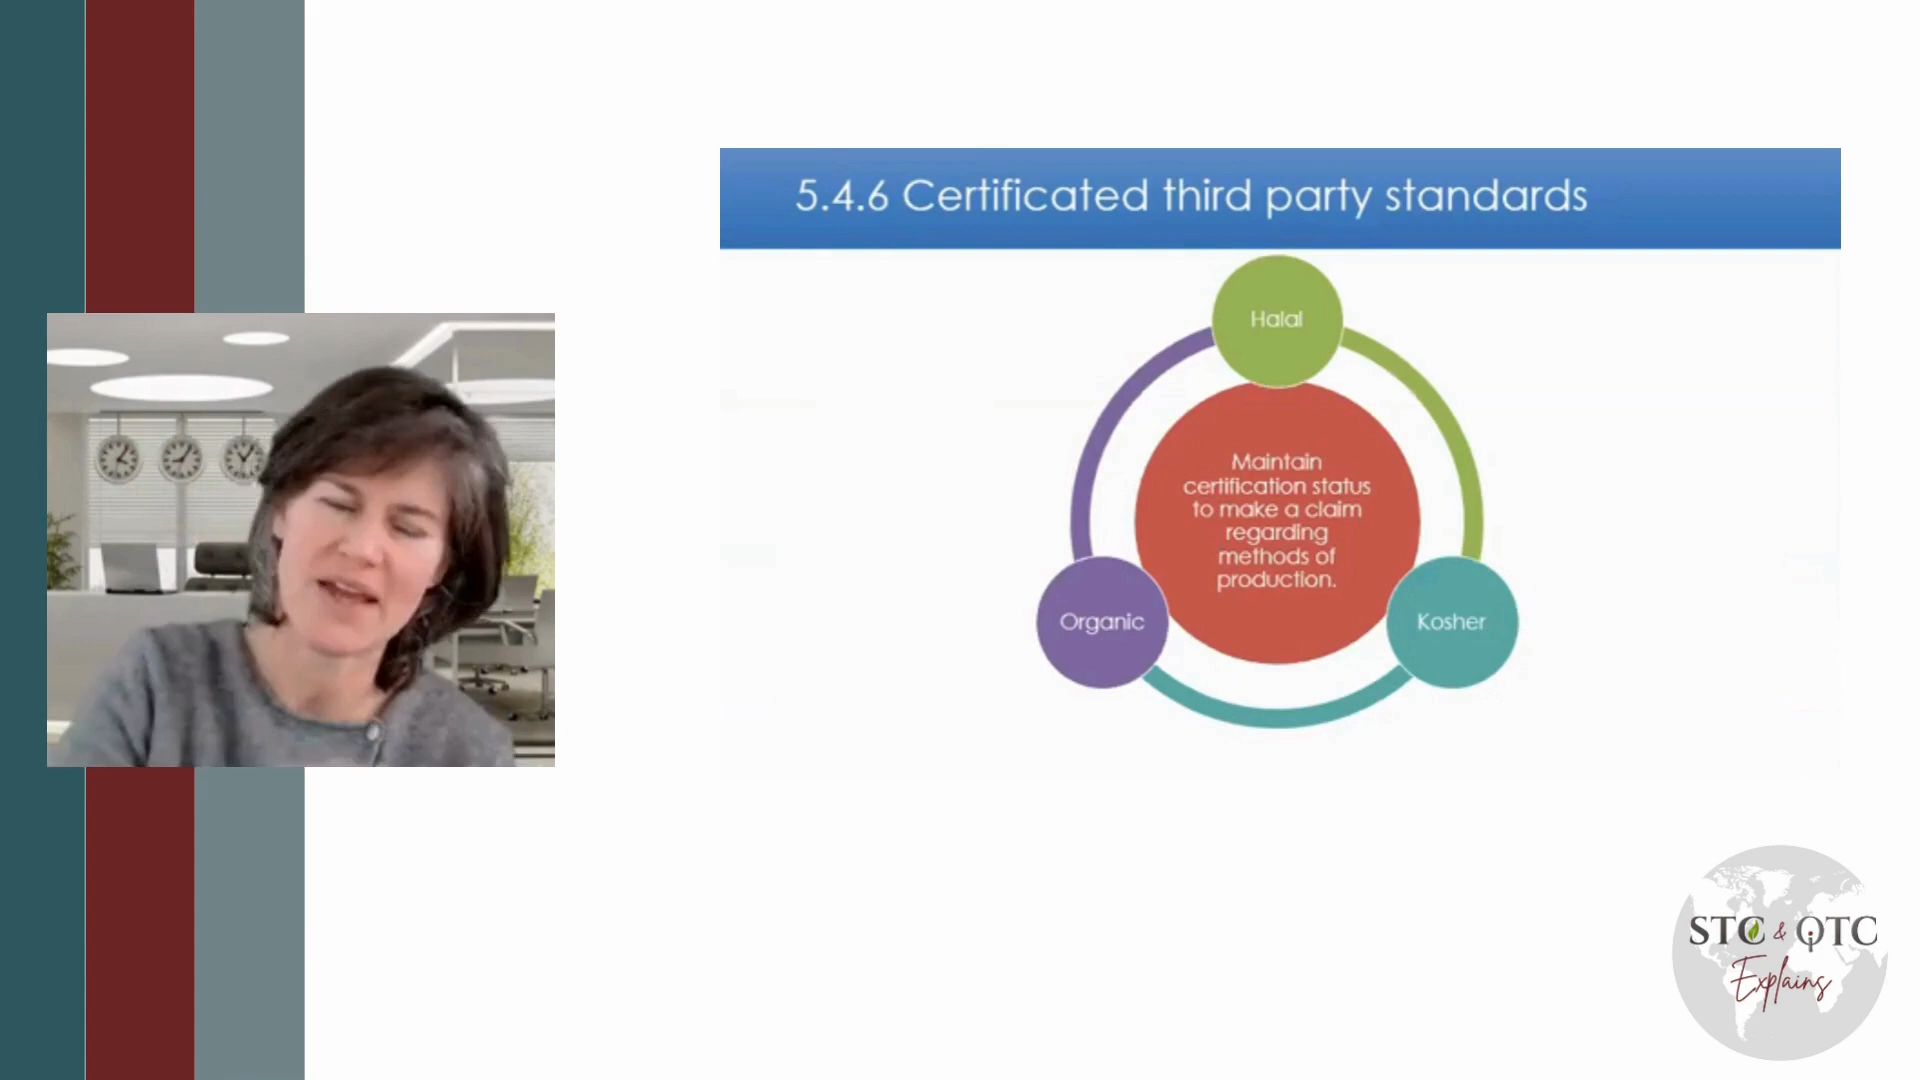 5.4.6 Certificated third party standards
Halal
Maintain
certification status
to make a claim
regarding
methods of
production.
Organic
Kosher
STC & QTC
Explains